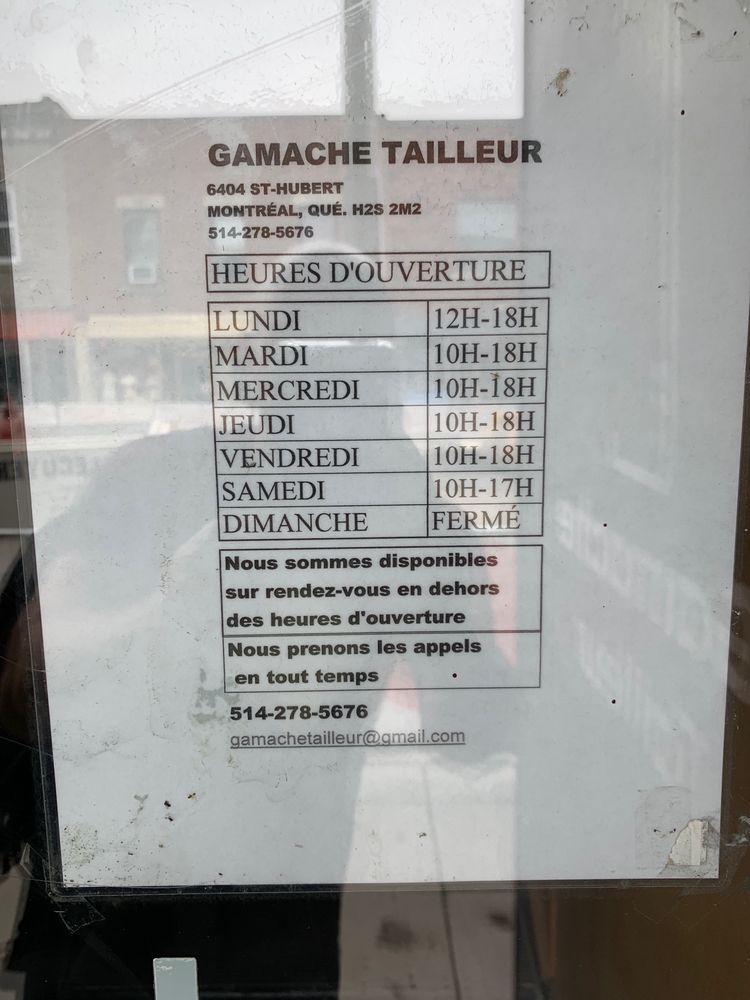 GAMACHE TAILLEUR
6404 ST-HUBERT
MONTRÉAL, QUÉ. H2S 2M2
514-278-5676
HEURES D'OUVERTURE
LUNDI 12H-18H
MARDI 10H-18H
MERCREDI 10H-18H
JEUDI 10H-18H
VENDREDI 10H-18H
SAMEDI 10H-17H
DIMANCHE FERMÉ
Nous sommes disponibles
sur rendez-vous en dehors
des heures d'ouverture
Nous prenons les appels
en tout temps
514-278-5676
gamachetailleur@gmail.com